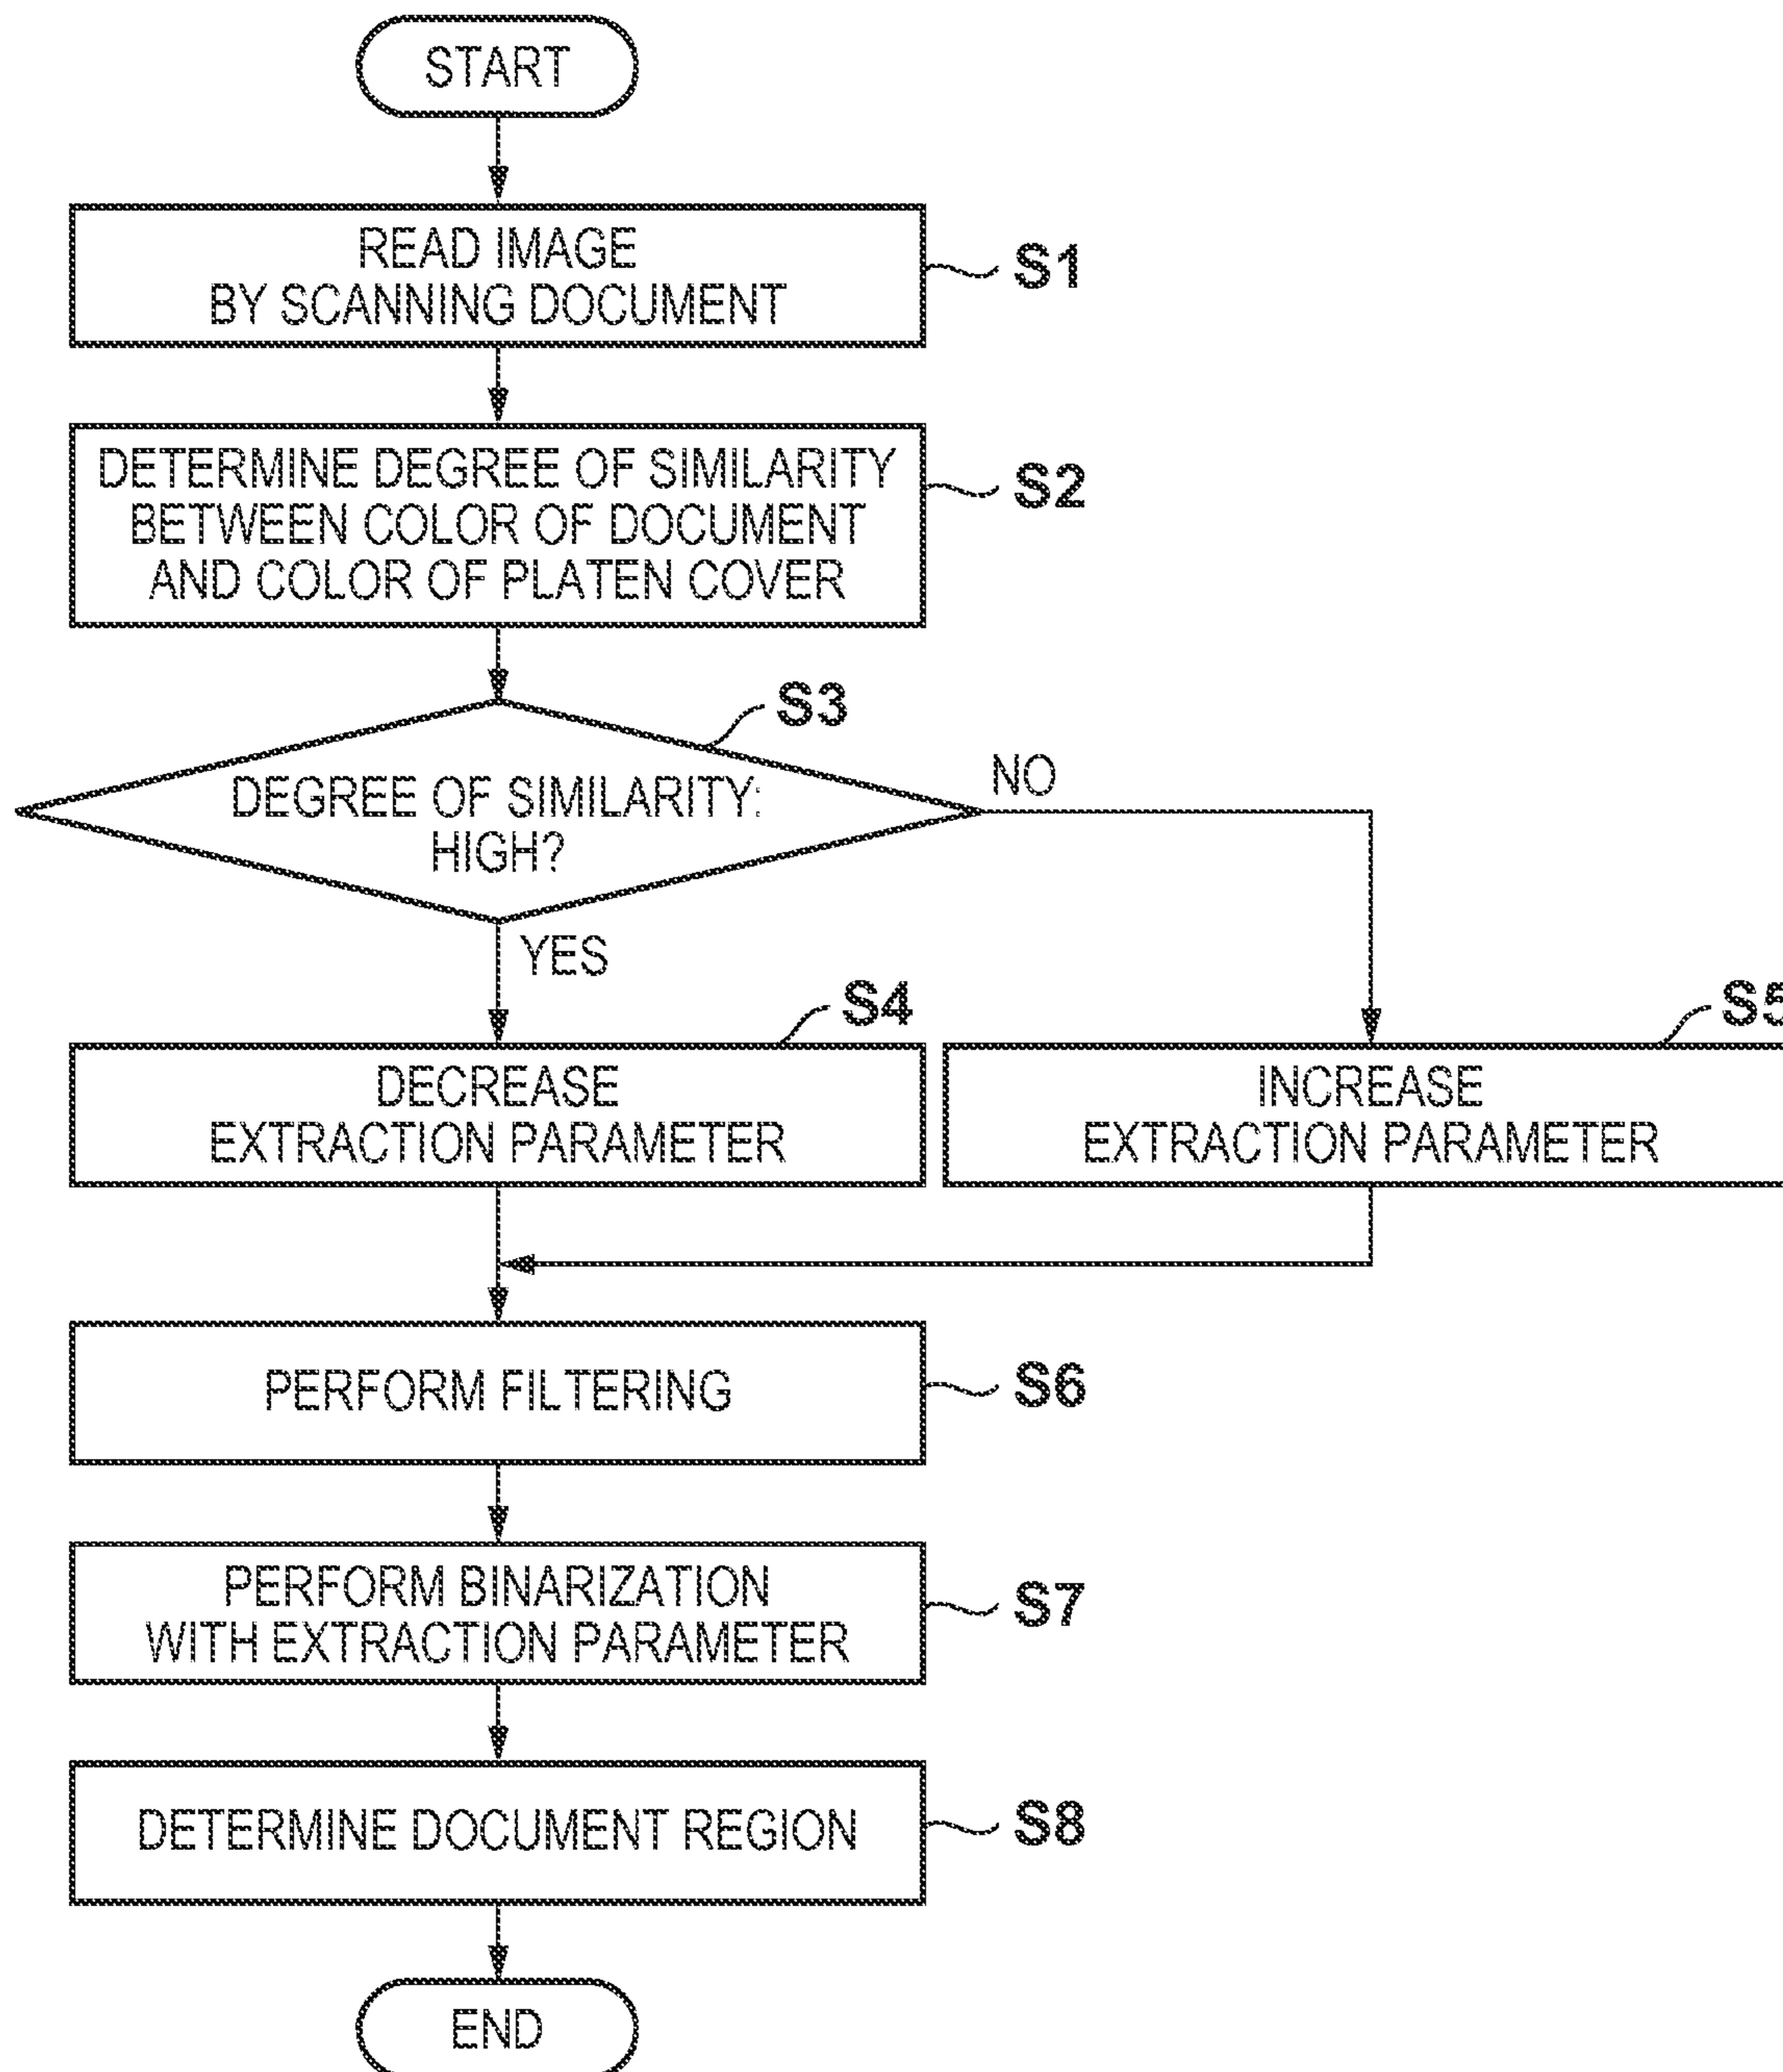 START
READ IMAGE
BY SCANNING DOCUMENT
S1
DETERMINE DEGREE OF SIMILARITY
BETWEEN COLOR OF DOCUMENT
AND COLOR OF PLATEN COVER
S2
S3
DEGREE OF SIMILARITY:
HIGH?
NO
YES
S4
DECREASE
EXTRACTION PARAMETER
S5
INCREASE
EXTRACTION PARAMETER
PERFORM FILTERING
S6
PERFORM BINARIZATION
WITH EXTRACTION PARAMETER
S7
DETERMINE DOCUMENT REGION
S8
END